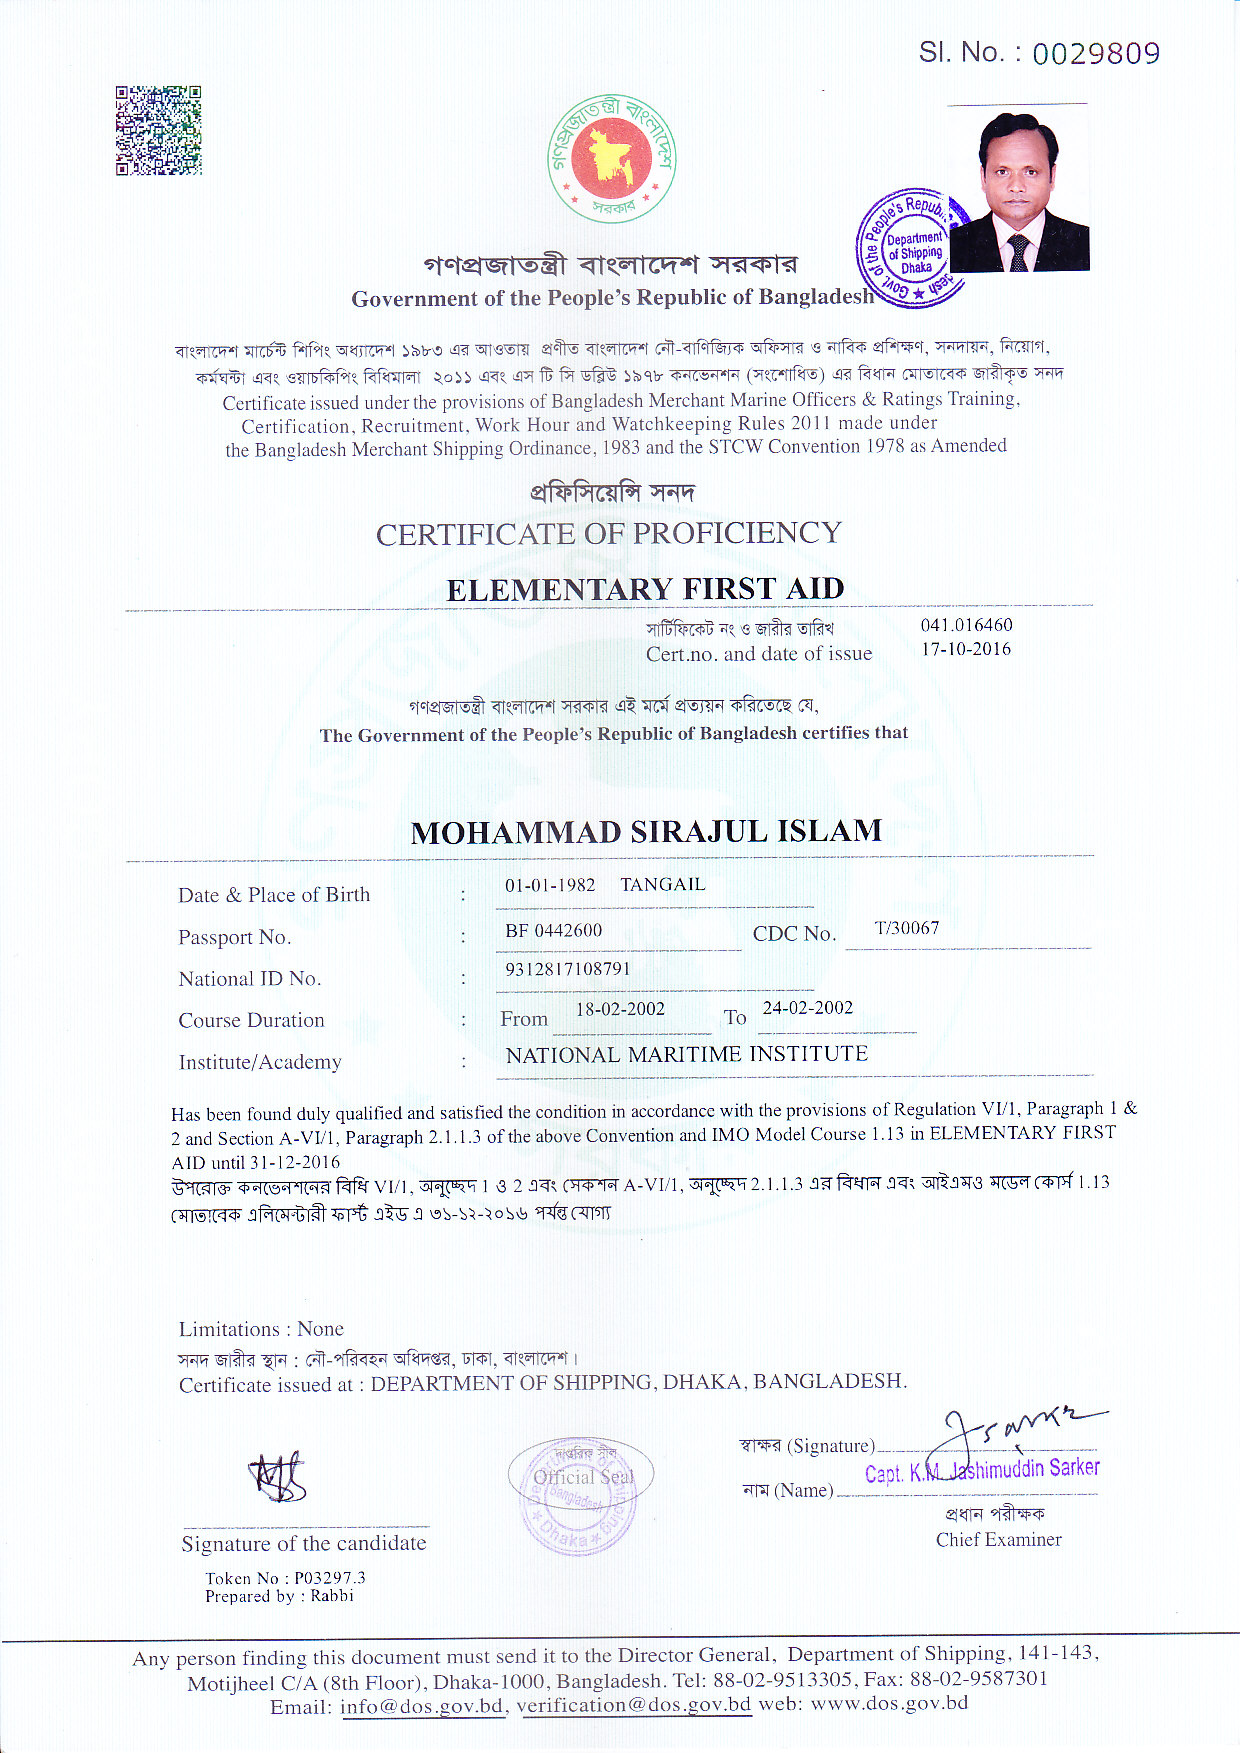 Sl. No. : 0029809
গণপ্রজাতন্ত্রী বাংলাদেশ
সরকার
Govt. of the People's Republic
Department
of Shipping
Dhaka
গণপ্রজাতন্ত্রী বাংলাদেশ সরকার
Government of the People's Republic of Bangladesh
বাংলাদেশ মার্চেন্ট শিপিং অধ্যাদেশ ১৯৮৩ এর আওতায় প্রণীত বাংলাদেশ নৌ-বাণিজ্যিক অফিসার ও নাবিক প্রশিক্ষণ, সনদায়ন, নিয়োগ,
কর্মঘন্টা এবং ওয়াচকিপিং বিধিমালা ২০১১ এবং এস টি সি ডব্লিউ ১৯৭৮ কনভেনশন (সংশোধিত) এর বিধান মোতাবেক জারীকৃত সনদ
Certificate issued under the provisions of Bangladesh Merchant Marine Officers & Ratings Training,
Certification, Recruitment, Work Hour and Watchkeeping Rules 2011 made under
the Bangladesh Merchant Shipping Ordinance, 1983 and the STCW Convention 1978 as Amended
প্রফিসিয়েন্সি সনদ
CERTIFICATE OF PROFICIENCY
ELEMENTARY FIRST AID
সার্টিফিকেট নং ও জারীর তারিখ 041.016460
Cert.no. and date of issue 17-10-2016
গণপ্রজাতন্ত্রী বাংলাদেশ সরকার এই মর্মে প্রত্যয়ন করিতেছে যে,
The Government of the People's Republic of Bangladesh certifies that
MOHAMMAD SIRAJUL ISLAM
Date & Place of Birth : 01-01-1982 TANGAIL
Passport No. : BF 0442600 CDC No. T/30067
National ID No. : 9312817108791
Course Duration : From 18-02-2002 To 24-02-2002
Institute/Academy : NATIONAL MARITIME INSTITUTE
Has been found duly qualified and satisfied the condition in accordance with the provisions of Regulation VI/1, Paragraph 1 &
2 and Section A-VI/1, Paragraph 2.1.1.3 of the above Convention and IMO Model Course 1.13 in ELEMENTARY FIRST
AID until 31-12-2016
উপরোক্ত কনভেনশনের বিধি VI/1, অনুচ্ছেদ 1 ও 2 এবং সেকশন A-VI/1, অনুচ্ছেদ 2.1.1.3 এর বিধান এবং আইএমও মডেল কোর্স 1.13
মোতাবেক এলিমেন্টারী ফার্স্ট এইড এ ৩১-১২-২০১৬ পর্যন্ত যোগ্য
Limitations : None
সনদ জারীর স্থান : নৌ-পরিবহন অধিদপ্তর, ঢাকা, বাংলাদেশ।
Certificate issued at : DEPARTMENT OF SHIPPING, DHAKA, BANGLADESH.
স্বাক্ষর (Signature)
দাপ্তরিক সীল
Official Seal
Bangladesh
Dhaka
Capt. K.M. Jashimuddin Sarker
নাম (Name)
প্রধান পরীক্ষক
Chief Examiner
Signature of the candidate
Token No : P03297.3
Prepared by : Rabbi
Any person finding this document must send it to the Director General, Department of Shipping, 141-143,
Motijheel C/A (8th Floor), Dhaka-1000, Bangladesh. Tel: 88-02-9513305, Fax: 88-02-9587301
Email: info@dos.gov.bd, verification@dos.gov.bd web: www.dos.gov.bd